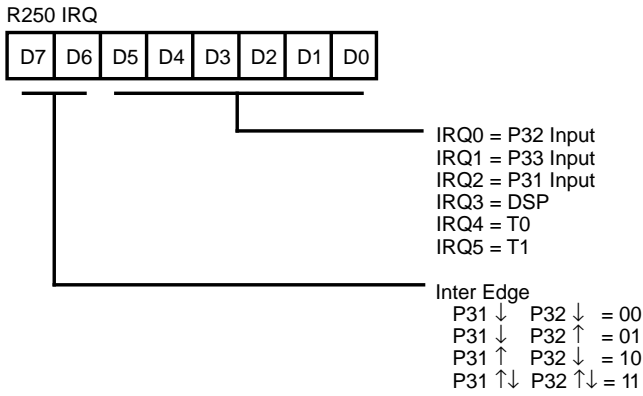 R250 IRQ
D7 D6 D5 D4 D3 D2 D1 D0
IRQ0 = P32 Input
IRQ1 = P33 Input
IRQ2 = P31 Input
IRQ3 = DSP
IRQ4 = T0
IRQ5 = T1
Inter Edge
P31 ↓ P32 ↓ = 00
P31 ↓ P32 ↑ = 01
P31 ↑ P32 ↓ = 10
P31 ↑↓ P32 ↑↓ = 11